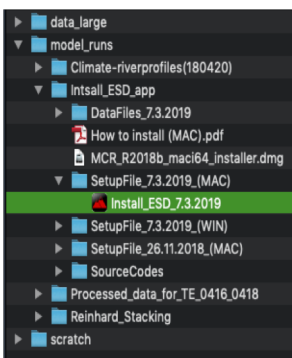 data_large
model_runs
Climate-riverprofiles(180420)
Intsall_ESD_app
DataFiles_7.3.2019
How to install (MAC).pdf
MCR_R2018b_maci64_installer.dmg
SetupFile_7.3.2019_(MAC)
Install_ESD_7.3.2019
SetupFile_7.3.2019_(WIN)
SetupFile_26.11.2018_(MAC)
SourceCodes
Processed_data_for_TE_0416_0418
Reinhard_Stacking
scratch